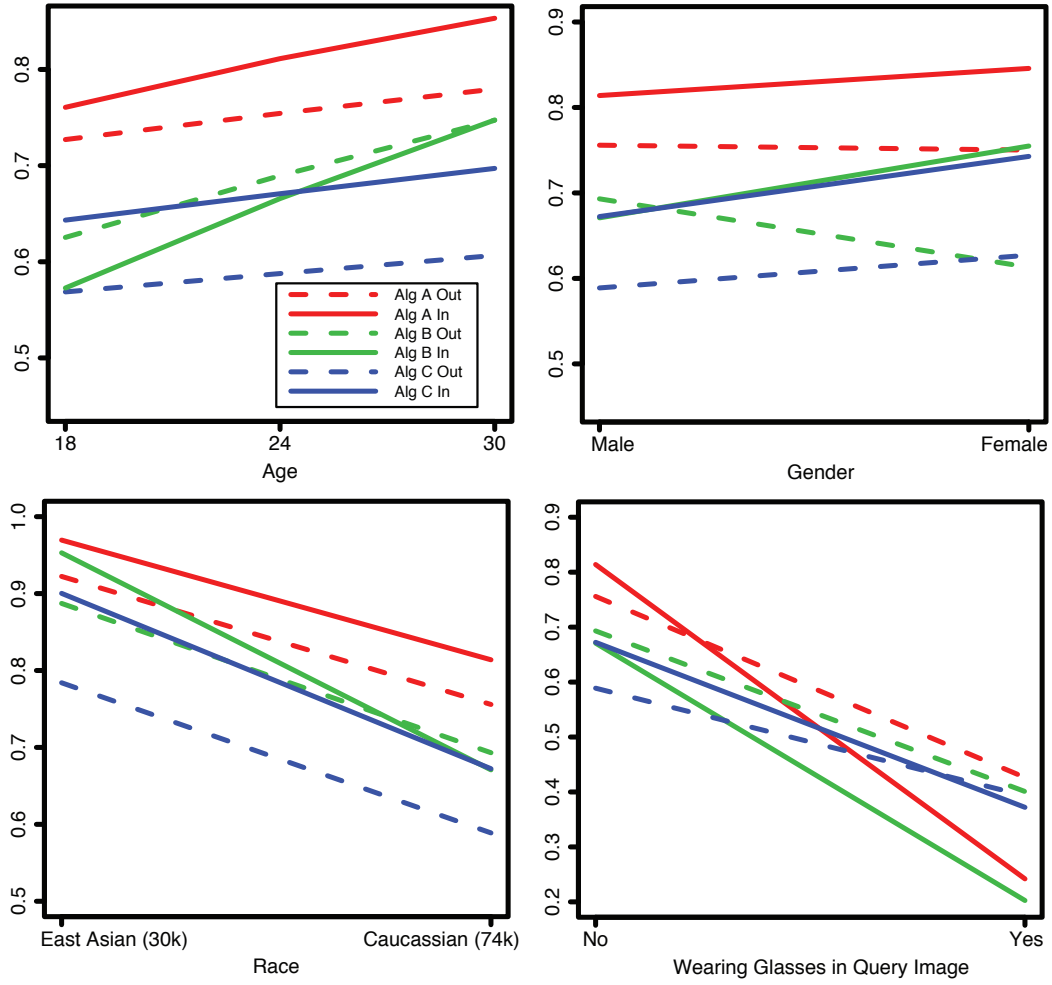 0.8
0.7
0.6
0.5
18
24
30
Age
Alg A Out
Alg A In
Alg B Out
Alg B In
Alg C Out
Alg C In
0.9
0.8
0.7
0.6
0.5
Male
Female
Gender
1.0
0.9
0.8
0.7
0.6
0.5
East Asian (30k)
Caucassian (74k)
Race
0.9
0.8
0.7
0.6
0.5
0.4
0.3
0.2
No
Yes
Wearing Glasses in Query Image